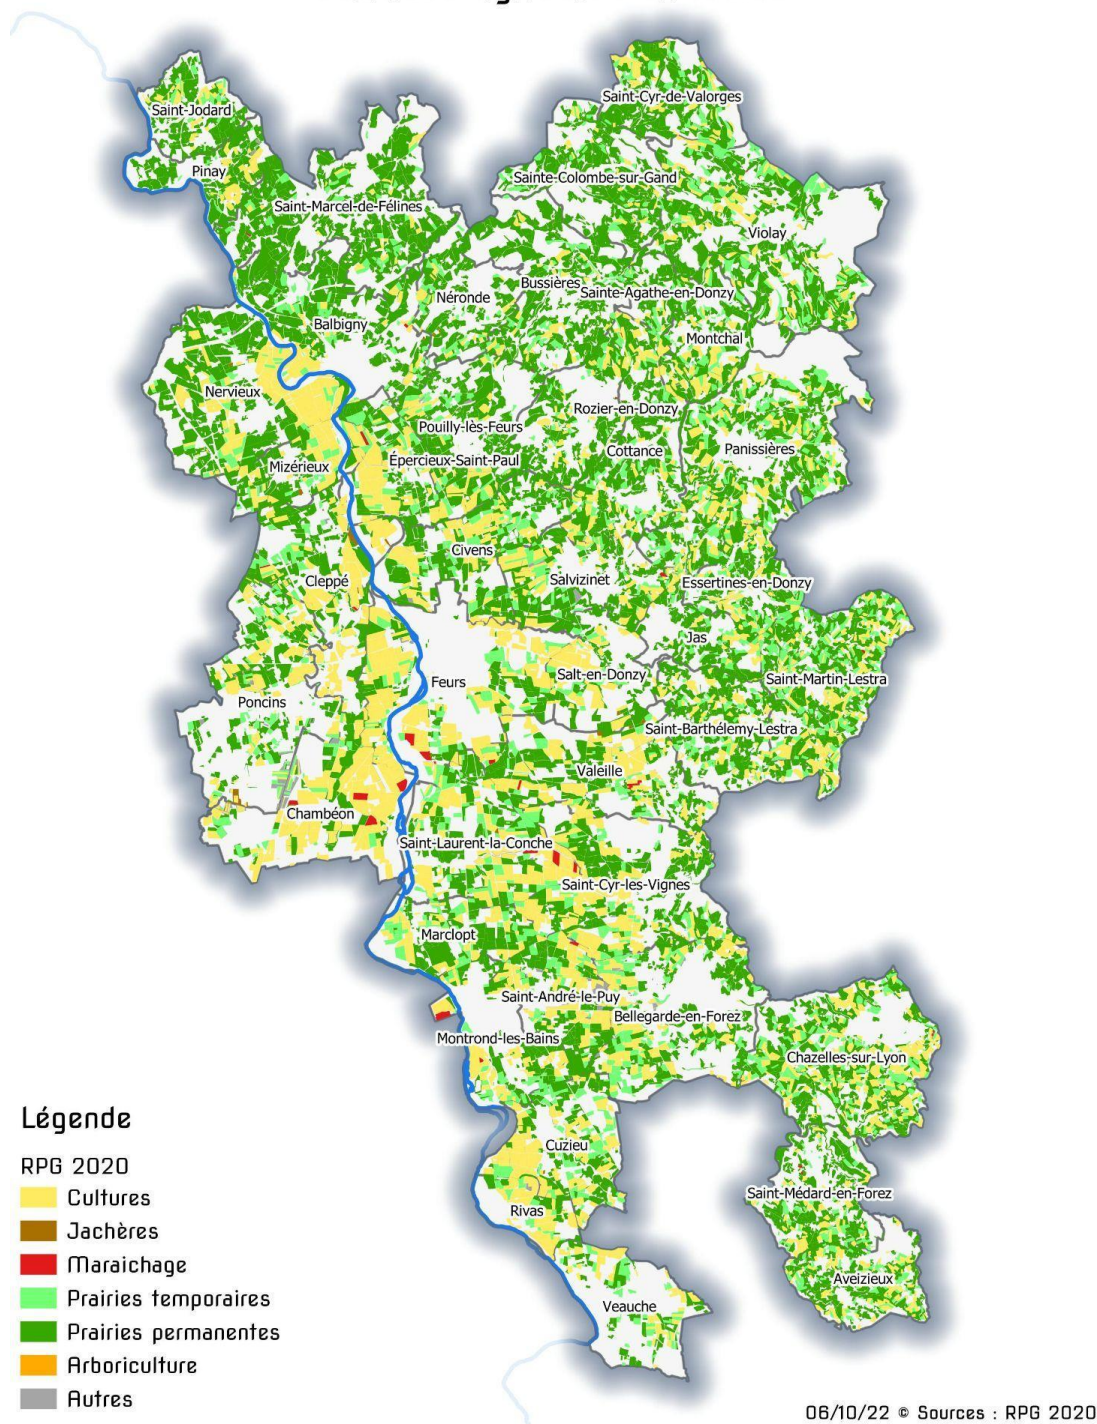 Saint-Cyr-de-Valorges
Saint-Jodard
Pinay
Sainte-Colombe-sur-Gand
Saint-Marcel-de-Félines
Violay
Bussières
Sainte-Agathe-en-Donzy
Néronde
Balbigny
Montchal
Nervieux
Rozier-en-Donzy
Pouilly-lès-Feurs
Cottance
Panissières
Épercieux-Saint-Paul
Mizérieux
Civens
Salvizinet
Cleppé
Essertines-en-Donzy
Jas
Salt-en-Donzy
Saint-Martin-Lestra
Feurs
Poncins
Saint-Barthélemy-Lestra
Valeille
Chambéon
Saint-Laurent-la-Conche
Saint-Cyr-les-Vignes
Marclopt
Saint-André-le-Puy
Bellegarde-en-Forez
Montrond-les-Bains
Chazelles-sur-Lyon
Cuzieu
Saint-Médard-en-Forez
Rivas
Aveizieux
Veauche
Légende
RPG 2020
Cultures
Jachères
Maraichage
Prairies temporaires
Prairies permanentes
Arboriculture
Autres
06/10/22 © Sources : RPG 2020